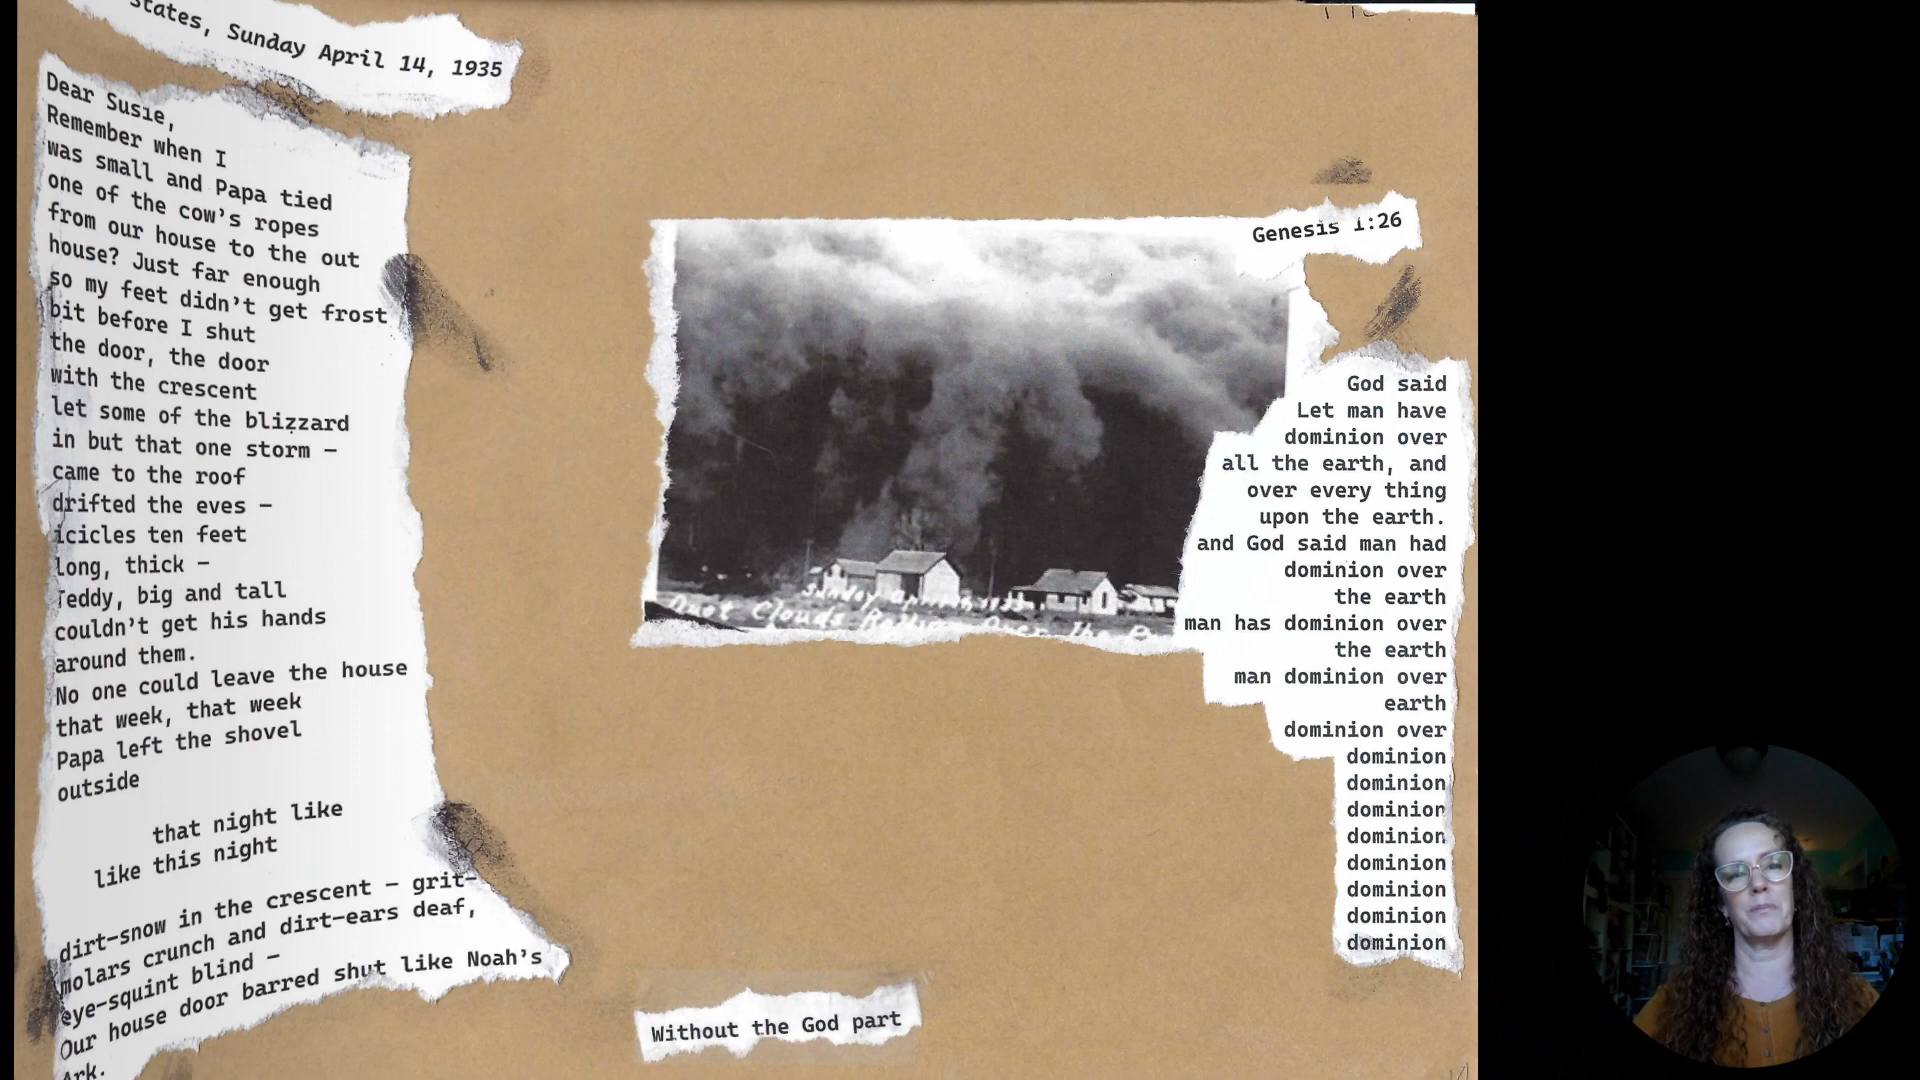 States, Sunday April 14, 1935
Dear Susie,
Remember when I
was small and Papa tied
one of the cow's ropes
from our house to the out
house? Just far enough
so my feet didn't get frost
bit before I shut
the door, the door
with the crescent
let some of the blizzard
in but that one storm —
came to the roof
drifted the eves —
icicles ten feet
long, thick —
Teddy, big and tall
couldn't get his hands
around them.
No one could leave the house
that week, that week
Papa left the shovel
outside
that night like
like this night
dirt-snow in the crescent — grit-
molars crunch and dirt-ears deaf,
eye-squint blind —
Our house door barred shut like Noah's
Ark.
Sunday April
Dust Clouds Rolling Over the
Without the God part
Genesis 1:26
God said
Let man have
dominion over
all the earth, and
over every thing
upon the earth.
and God said man had
dominion over
the earth
man has dominion over
the earth
man dominion over
earth
dominion over
dominion
dominion
dominion
dominion
dominion
dominion
dominion
dominion